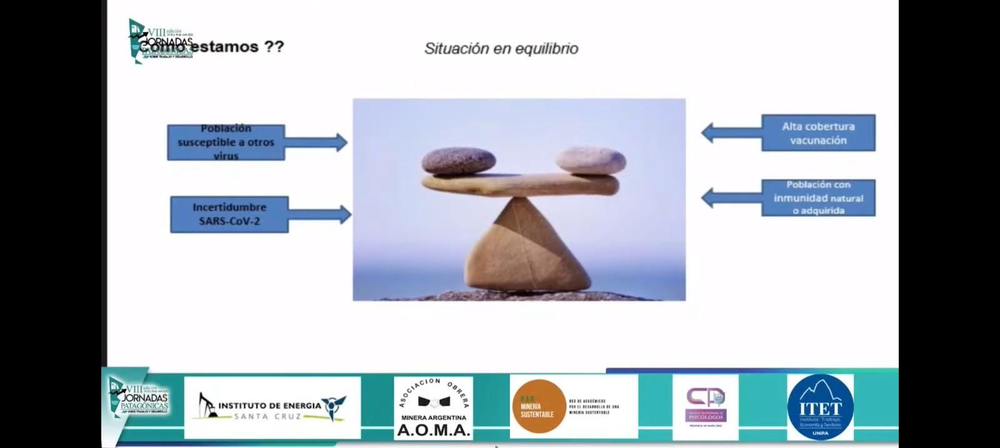 VIII edición
JORNADAS
PATAGÓNICAS
SOBRE TRABAJO Y DESARROLLO
Como estamos ??
Situación en equilibrio
Población
susceptible a otros
virus
Incertidumbre
SARS-CoV-2
Alta cobertura
vacunación
Población con
inmunidad natural
o adquirida
VIII edición
JORNADAS
PATAGÓNICAS
SOBRE TRABAJO Y DESARROLLO
INSTITUTO DE ENERGIA
SANTA CRUZ
ASOCIACION OBRERA
MINERA ARGENTINA
A.O.M.A.
MINERÍA
SUSTENTABLE
RED DE ACADÉMICOS
POR EL DESARROLLO DE UNA
MINERÍA SUSTENTABLE
CP
PSICÓLOGOS
PROVINCIA DE SANTA CRUZ
ITET
Instituto Trabajo,
Economía y Territorio
UNPA